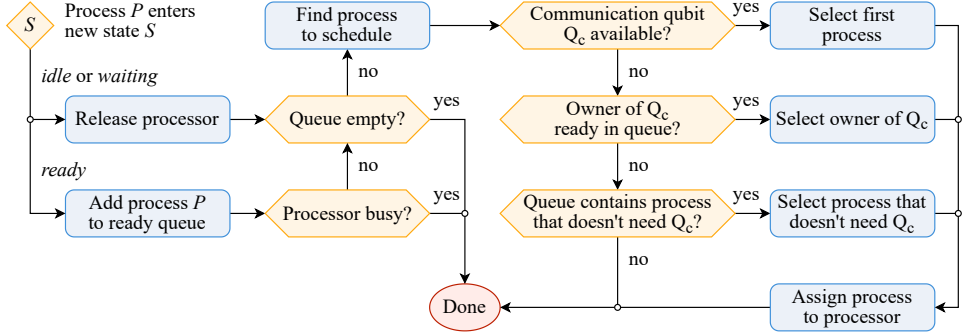 S
Process P enters
new state S
idle or waiting
Release processor
ready
Add process P
to ready queue
Find process
to schedule
no
Queue empty?
yes
no
Processor busy?
yes
Done
Communication qubit
Qc available?
yes
Select first
process
no
Owner of Qc
ready in queue?
yes
Select owner of Qc
no
Queue contains process
that doesn't need Qc?
yes
Select process that
doesn't need Qc
no
Assign process
to processor